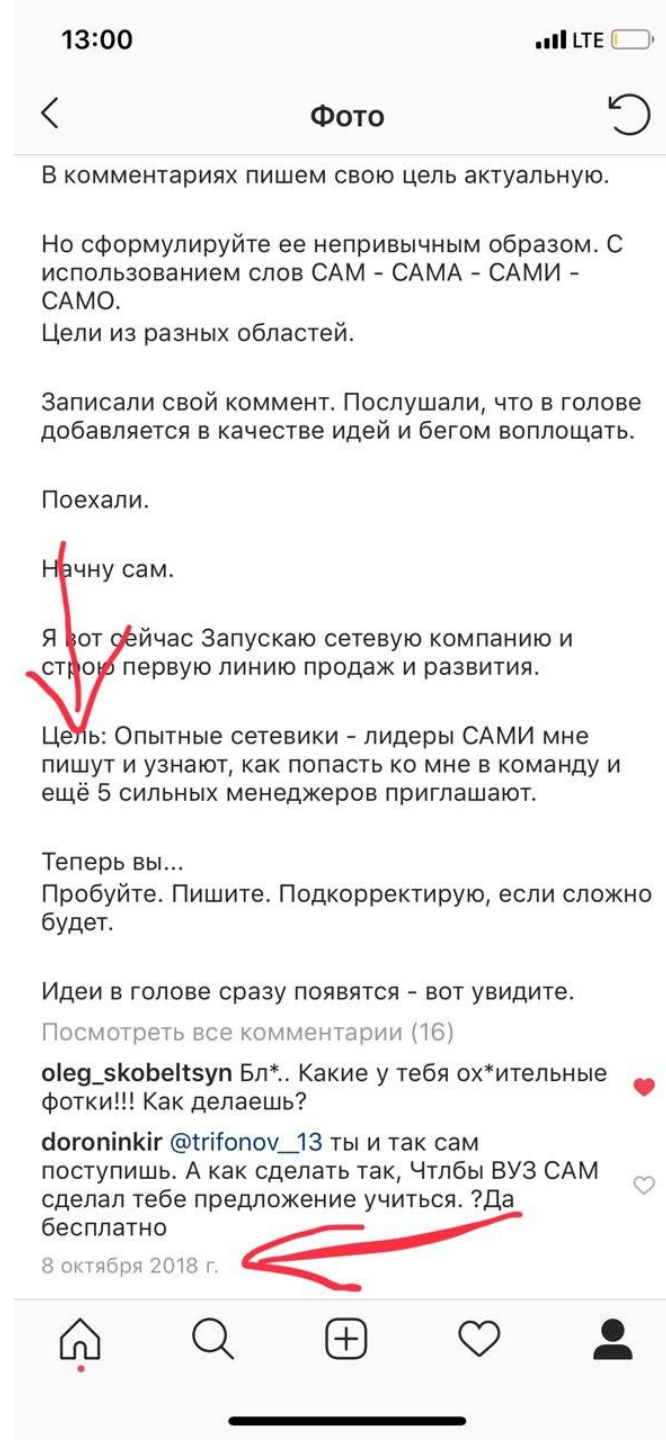 13:00
LTE
Фото
В комментариях пишем свою цель актуальную.
Но сформулируйте ее непривычным образом. С
использованием слов САМ - САМА - САМИ -
САМО.
Цели из разных областей.
Записали свой коммент. Послушали, что в голове
добавляется в качестве идей и бегом воплощать.
Поехали.
Начну сам.
Я вот сейчас Запускаю сетевую компанию и
строю первую линию продаж и развития.
Цель: Опытные сетевики - лидеры САМИ мне
пишут и узнают, как попасть ко мне в команду и
ещё 5 сильных менеджеров приглашают.
Теперь вы...
Пробуйте. Пишите. Подкорректирую, если сложно
будет.
Идеи в голове сразу появятся - вот увидите.
Посмотреть все комментарии (16)
oleg_skobeltsyn Бл*.. Какие у тебя ох*ительные
фотки!!! Как делаешь?
doroninkir @trifonov__13 ты и так сам
поступишь. А как сделать так, Чтлбы ВУЗ САМ
сделал тебе предложение учиться. ?Да
бесплатно
8 октября 2018 г.